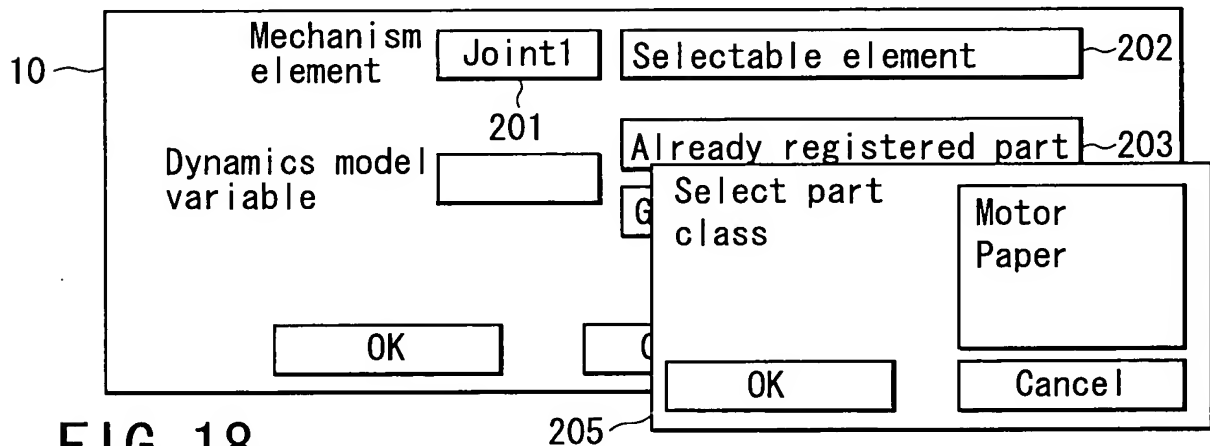 10
Mechanism
element
Joint1
Selectable element
202
201
Already registered part
203
Dynamics model
variable
G
Select part
class
Motor
Paper
OK
C
OK
Cancel
205
FIG. 18